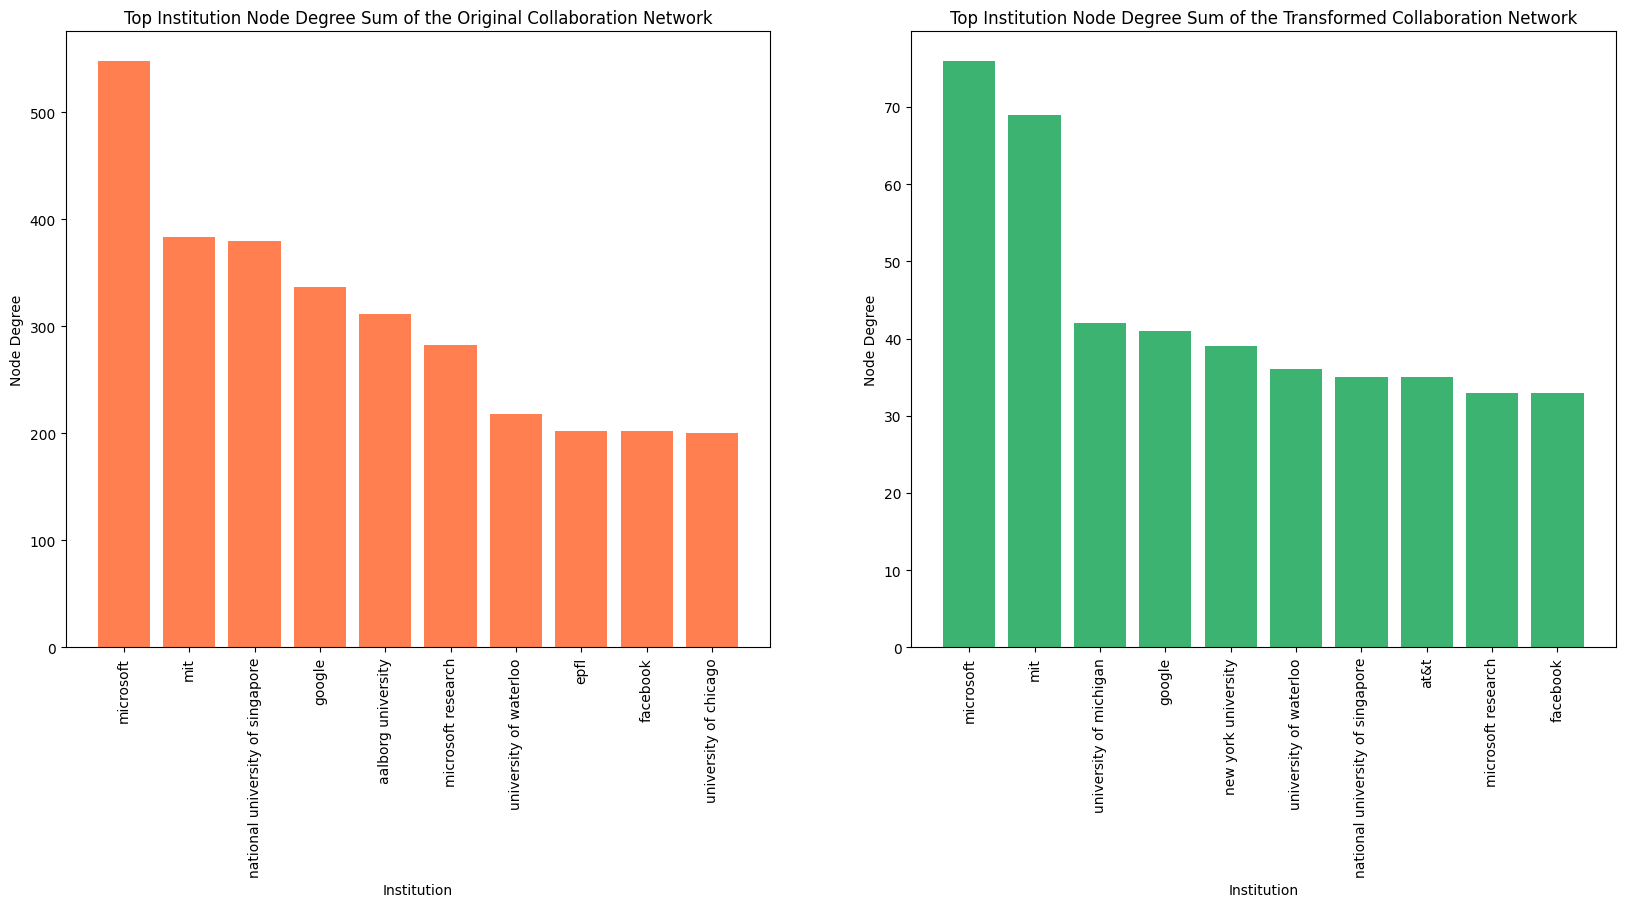 Top Institution Node Degree Sum of the Original Collaboration Network
Node Degree
500
400
300
200
100
0
microsoft
mit
national university of singapore
google
aalborg university
microsoft research
university of waterloo
epfl
facebook
university of chicago
Institution
Top Institution Node Degree Sum of the Transformed Collaboration Network
Node Degree
70
60
50
40
30
20
10
0
microsoft
mit
university of michigan
google
new york university
university of waterloo
national university of singapore
at&t
microsoft research
facebook
Institution